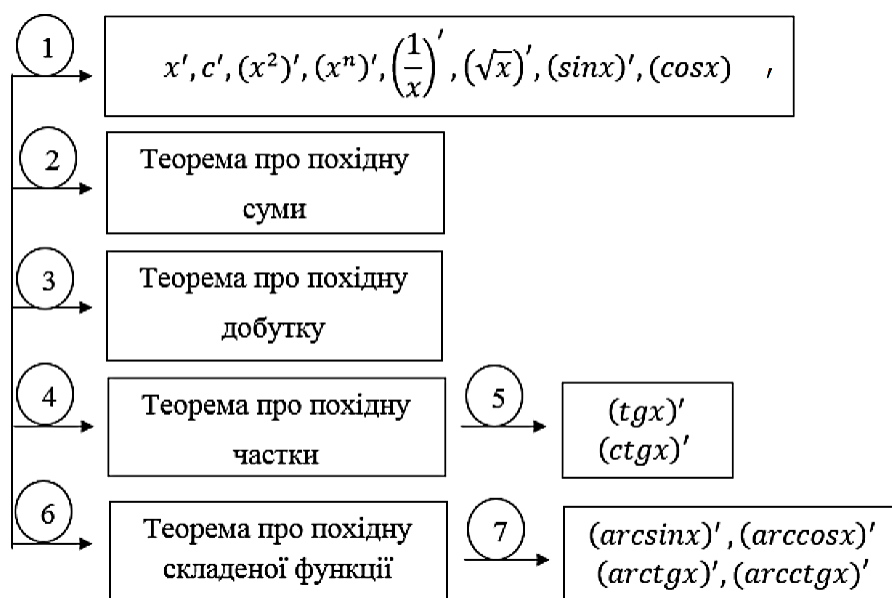 1
x′, c′, (x²)′, (xⁿ)′, (1/x)′, (√x)′, (sinx)′, (cosx) ′
2
Теорема про похідну
суми
3
Теорема про похідну
добутку
4
Теорема про похідну
частки
5
(tgx)′
(ctgx)′
6
Теорема про похідну
складеної функції
7
(arcsinx)′, (arccosx)′
(arctgx)′, (arcctgx)′